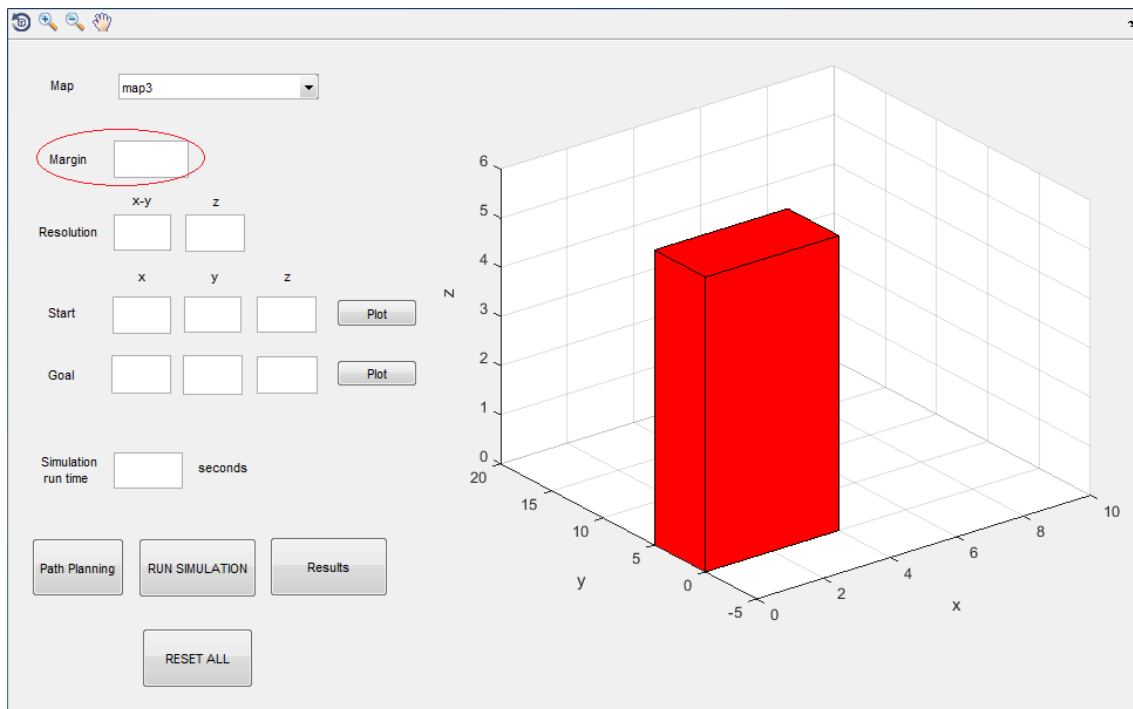 Map map3
Margin
x-y z
Resolution
x y z
Start Plot
Goal Plot
Simulation
run time seconds
Path Planning RUN SIMULATION Results
RESET ALL
6
5
4
3
2
1
0
z
20
15
10
5
0
-5
y
0
2
4
6
8
10
x